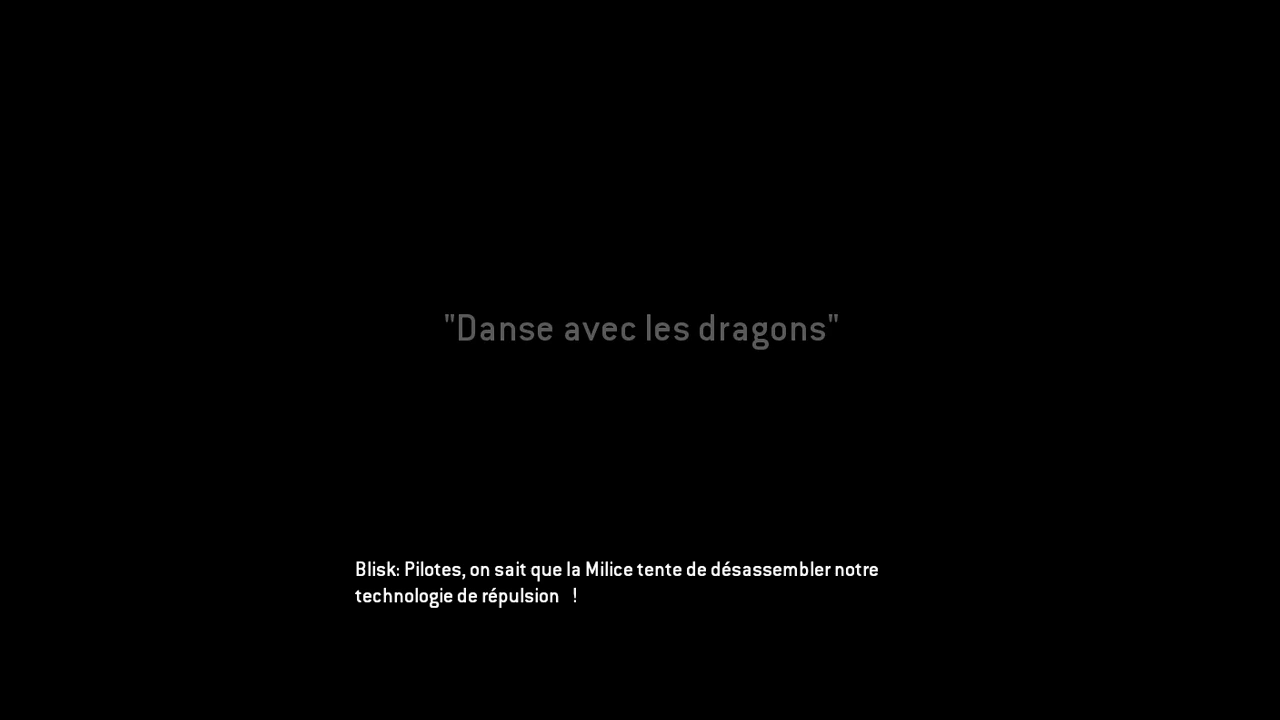 "Danse avec les dragons"
Blisk: Pilotes, on sait que la Milice tente de désassembler notre
technologie de répulsion !